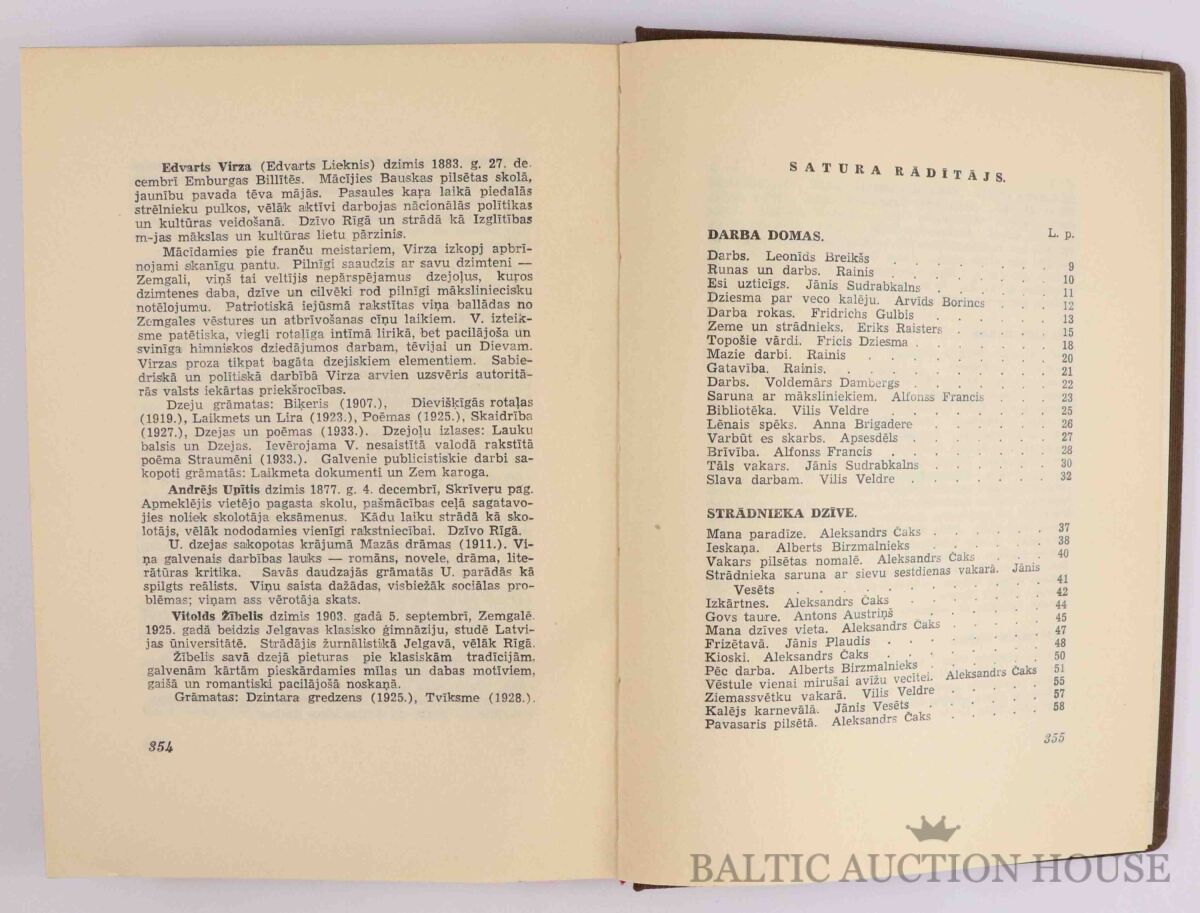 Edvarts Virza (Edvarts Lieknis) dzimis 1883. g. 27. de-
cembrī Emburgas Billītēs. Mācījies Bauskas pilsētas skolā,
jaunību pavada tēva mājās. Pasaules kaŗa laikā piedalās
strēlnieku pulkos, vēlāk aktīvi darbojas nācionālās polītikas
un kultūras veidošanā. Dzīvo Rīgā un strādā kā Izglītības
m-jas mākslas un kultūras lietu pārzinis.
Mācīdamies pie franču meistariem, Virza izkopj apbrī-
nojami skanīgu pantu. Pilnīgi saaudzis ar savu dzimteni —
Zemgali, viņš tai veltījis nepārspējamus dzejoļus, kuŗos
dzimtenes daba, dzīve un cilvēki rod pilnīgi māksliniecisku
notēlojumu. Patriotiskā iejūsmā rakstītas viņa ballādas no
Zemgales vēstures un atbrīvošanas cīņu laikiem. V. izteik-
sme patētiska, viegli rotaļīga intīmā lirikā, bet pacilājoša un
svinīga himniskos dziedājumos darbam, tēvijai un Dievam.
Virzas proza tikpat bagāta dzejiskiem elementiem. Sabie-
driskā un polītiskā darbībā Virza arvien uzsvēris autoritā-
rās valsts iekārtas priekšrocības.
Dzeju grāmatas: Biķeris (1907.), Dievišķīgās rotaļas
(1919.), Laikmets un Lira (1923.), Poēmas (1925.), Skaidrība
(1927.), Dzejas un poēmas (1933.). Dzejoļu izlases: Lauku
balsis un Dzejas. Ievērojama V. nesaistītā valodā rakstītā
poēma Straumēni (1933.). Galvenie publicistiskie darbi sa-
kopoti grāmatās: Laikmeta dokumenti un Zem karoga.
Andrējs Upītis dzimis 1877. g. 4. decembrī, Skrīveŗu pag.
Apmeklējis vietējo pagasta skolu, pašmācības ceļā sagatavo-
jies noliek skolotāja eksāmenus. Kādu laiku strādā kā sko-
lotājs, vēlāk nododamies vienīgi rakstniecībai. Dzīvo Rīgā.
U. dzejas sakopotas krājumā Mazās drāmas (1911.). Vi-
ņa galvenais darbības lauks — romāns, novele, drāma, lite-
rātūras kritika. Savās daudzajās grāmatās U. parādās kā
spilgts reālists. Viņu saista dažādas, visbiežāk sociālas pro-
blēmas; viņam ass vērotāja skats.
Vitolds Žībelis dzimis 1903. gadā 5. septembrī, Zemgalē.
1925. gadā beidzis Jelgavas klasisko ģimnāziju, studē Latvi-
jas ūniversitātē. Strādājis žurnālistikā Jelgavā, vēlāk Rīgā.
Žībelis savā dzejā pieturas pie klasiskām tradīcijām,
galvenām kārtām pieskārdamies mīlas un dabas motīviem,
gaišā un romantiski pacilājošā noskaņā.
Grāmatas: Dzintara gredzens (1925.), Tvīksme (1928.).
354
SATURA RĀDĪTĀJS.
DARBA DOMAS. L. p.
Darbs. Leonīds Breikšs . . . . . . . 9
Runas un darbs. Rainis . . . . . . . 10
Esi uzticīgs. Jānis Sudrabkalns . . . . . 11
Dziesma par veco kalēju. Arvīds Borincs . . . 12
Darba rokas. Fridrichs Gulbis . . . . . 13
Zeme un strādnieks. Ēriks Raisters . . . . . 15
Topošie vārdi. Fricis Dziesma . . . . . . 18
Mazie darbi. Rainis . . . . . . . 20
Gatavība. Rainis. . . . . . . . 21
Darbs. Voldemārs Dambergs . . . . . . 22
Saruna ar māksliniekiem. Alfonss Francis . . . 23
Bibliotēka. Vilis Veldre . . . . . . 25
Lēnais spēks. Anna Brigadere . . . . . 26
Varbūt es skarbs. Apsesdēls . . . . . . 27
Brīvība. Alfonss Francis . . . . . . 28
Tāls vakars. Jānis Sudrabkalns . . . . . 30
Slava darbam. Vilis Veldre . . . . . . 32
STRĀDNIEKA DZĪVE.
Mana paradīze. Aleksandrs Čaks . . . . . 37
Ieskaņa. Alberts Birzmalnieks . . . . . 38
Vakars pilsētas nomalē. Aleksandrs Čaks . . . 40
Strādnieka saruna ar sievu sestdienas vakarā. Jānis
Vesēts . . . . . . . . 41
Izkārtnes. Aleksandrs Čaks . . . . . . 42
Govs taure. Antons Austriņš . . . . . 44
Mana dzīves vieta. Aleksandrs Čaks . . . . 45
Frizētavā. Jānis Plaudis . . . . . . 47
Kioski. Aleksandrs Čaks . . . . . . 48
Pēc darba. Alberts Birzmalnieks . . . . . 50
Vēstule vienai mirušai avīžu vecītei. Aleksandrs Čaks 51
Ziemassvētku vakarā. Vilis Veldre . . . . 55
Kalējs karnevālā. Jānis Vesēts . . . . . 57
Pavasaris pilsētā. Aleksandrs Čaks . . . . 58
355
BALTIC AUCTION HOUSE